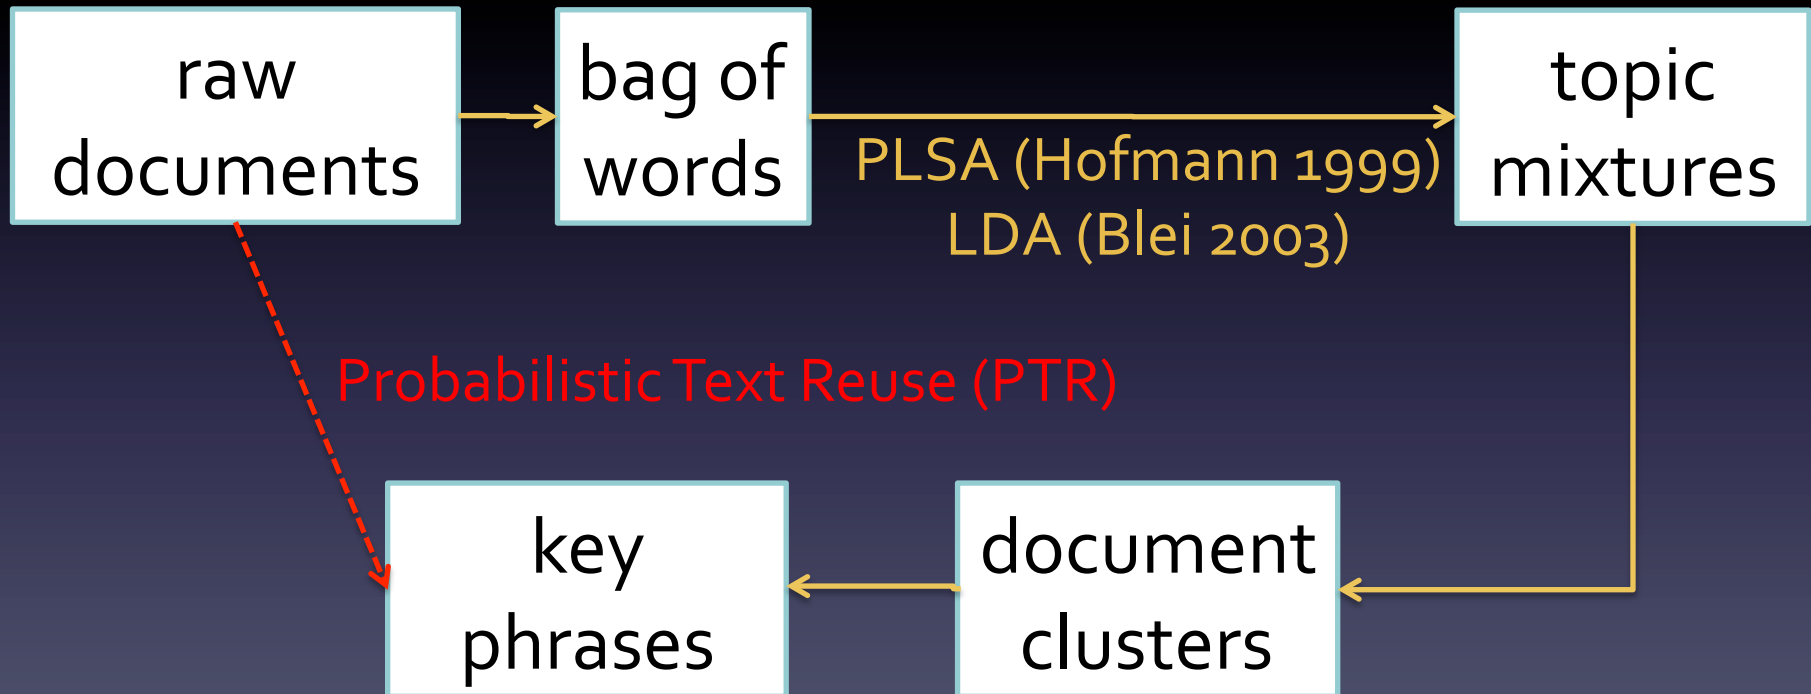 raw
documents
bag of
words
PLSA (Hofmann 1999)
LDA (Blei 2003)
topic
mixtures
Probabilistic Text Reuse (PTR)
key
phrases
document
clusters